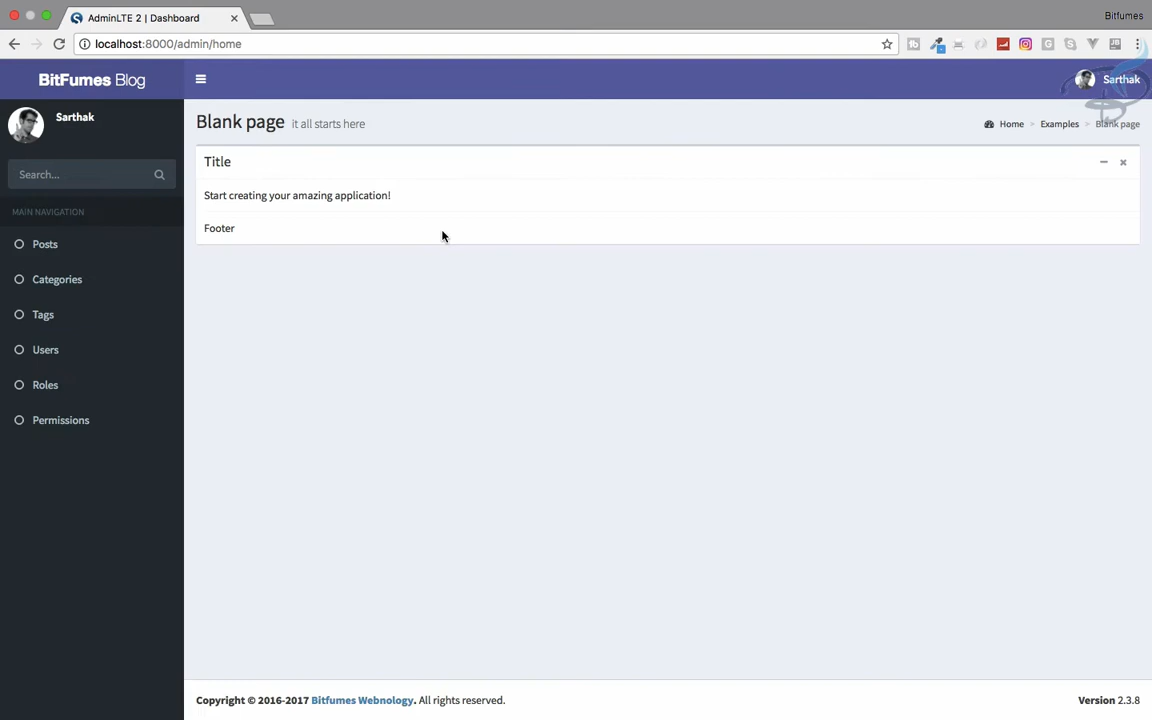 AdminLTE 2 | Dashboard
Bitfumes
localhost:8000/admin/home
BitFumes Blog
Sarthak
Sarthak
Search...
MAIN NAVIGATION
Posts
Categories
Tags
Users
Roles
Permissions
Blank page it all starts here
Home > Examples > Blank page
Title
Start creating your amazing application!
Footer
Copyright © 2016-2017 Bitfumes Webnology. All rights reserved.
Version 2.3.8